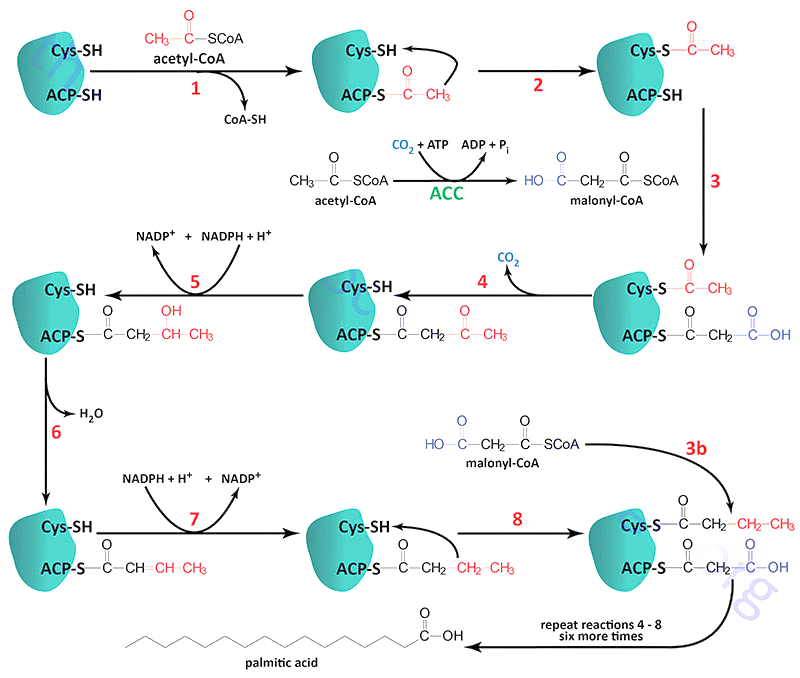 O
CH₃ SCoA
acetyl-CoA
Cys-SH
ACP-SH
1
CoA-SH
Cys-SH
O
ACP-S CH₃
2
O
Cys-S CH₃
ACP-SH
CO₂ + ATP ADP + Pi
O
CH₃ SCoA
acetyl-CoA
ACC
O O
HO CH₂ SCoA
malonyl-CoA
3
O
Cys-S CH₃
O O
ACP-S CH₂ OH
CO₂
4
Cys-SH
O O
ACP-S CH₂ CH₃
NADP⁺ + NADPH + H⁺
5
Cys-SH
O OH
ACP-S CH₂ CH₃
H₂O
6
Cys-SH
O
ACP-S CH CH₃
NADPH + H⁺ + NADP⁺
7
Cys-SH
O
ACP-S CH₂ CH₂ CH₃
8
O O
HO CH₂ SCoA
malonyl-CoA
3b
O
Cys-S CH₂ CH₂ CH₃
O O
ACP-S CH₂ OH
repeat reactions 4 - 8
six more times
O
OH
palmitic acid